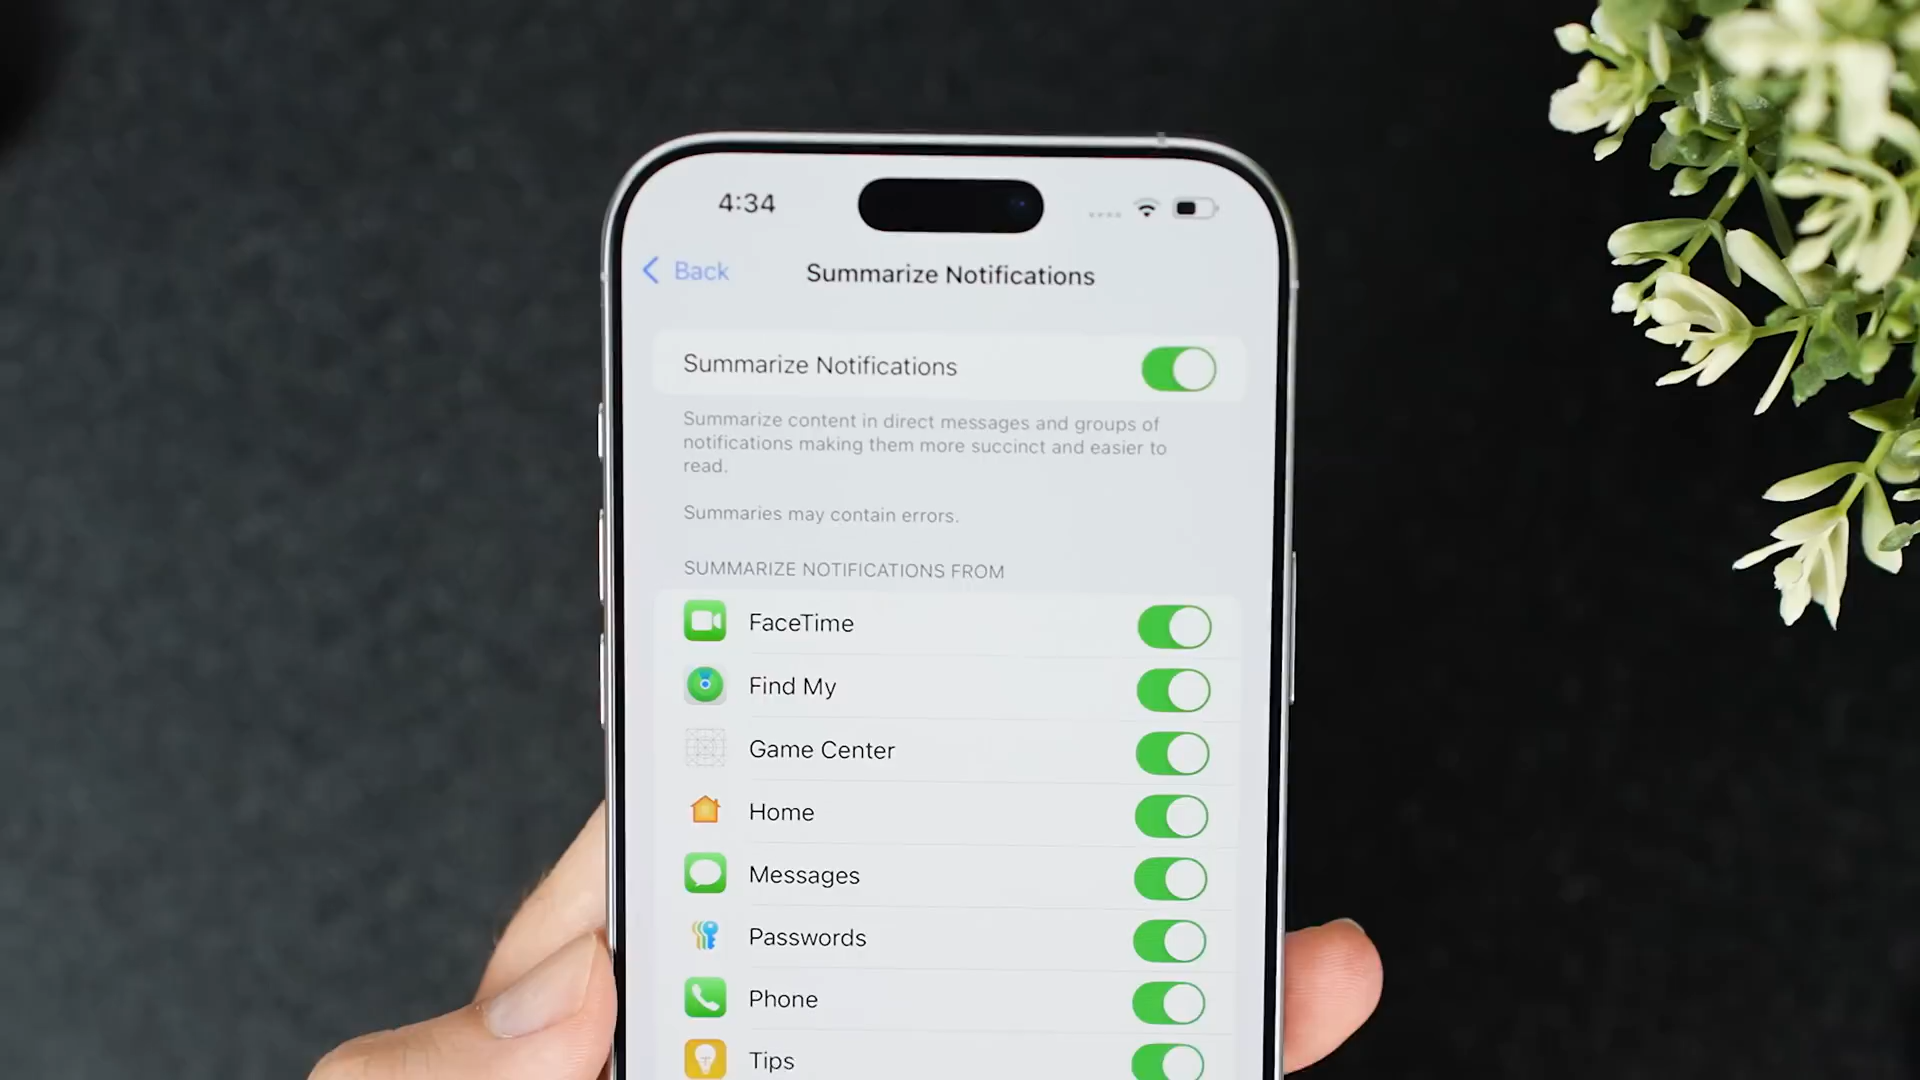 4:34
Back
Summarize Notifications
Summarize Notifications
Summarize content in direct messages and groups of
notifications making them more succinct and easier to
read.
Summaries may contain errors.
SUMMARIZE NOTIFICATIONS FROM
FaceTime
Find My
Game Center
Home
Messages
Passwords
Phone
Tips